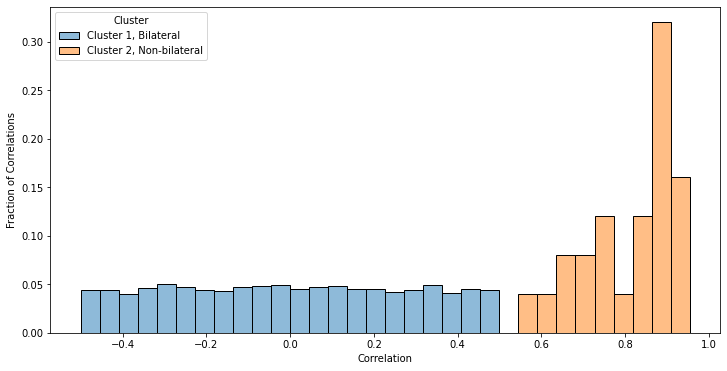 Cluster
Cluster 1, Bilateral
Cluster 2, Non-bilateral
0.30
0.25
0.20
0.15
0.10
0.05
0.00
Fraction of Correlations
−0.4 −0.2 0.0 0.2 0.4 0.6 0.8 1.0
Correlation